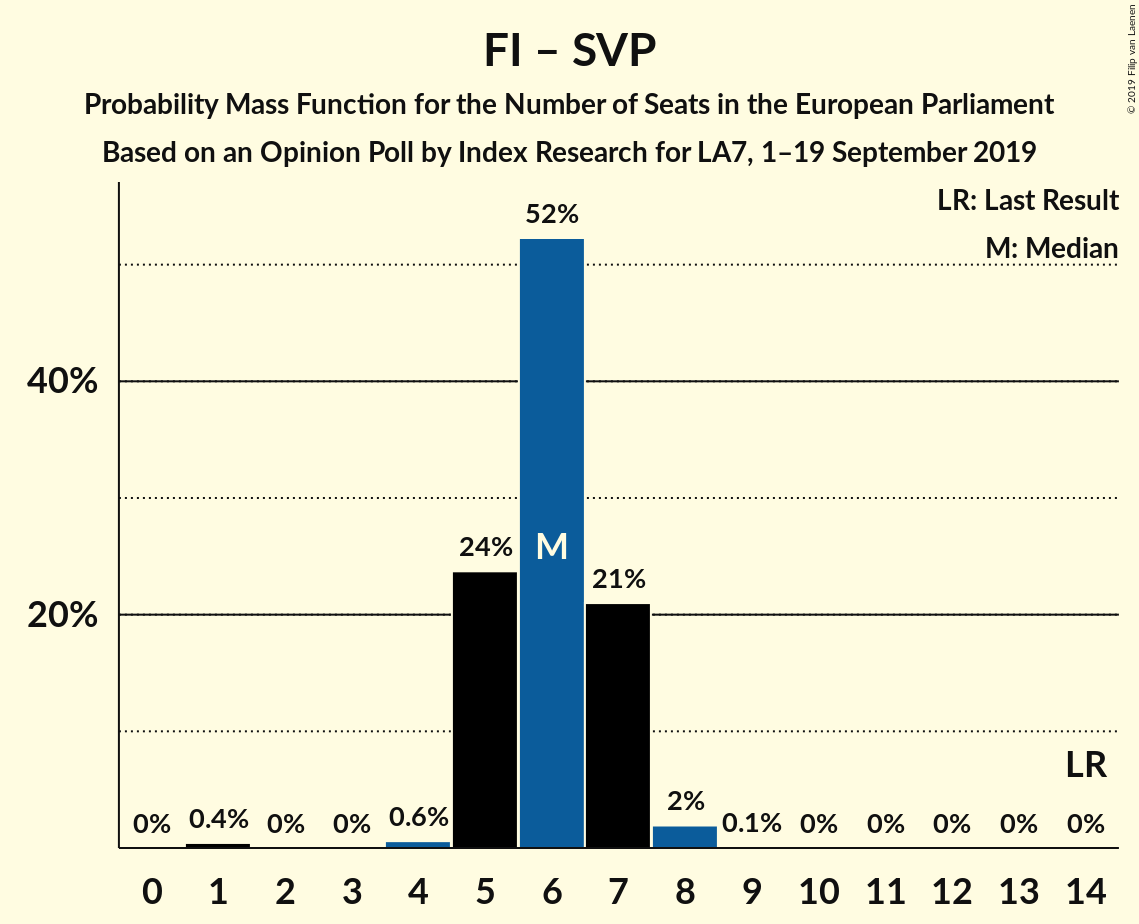 FI – SVP
Probability Mass Function for the Number of Seats in the European Parliament
Based on an Opinion Poll by Index Research for LA7, 1–19 September 2019
© 2019 Filip van Laenen
LR: Last Result
M: Median
52%
40%
24%
M
21%
20%
LR
0%
0.4%
0%
0%
0.6%
2%
0.1%
0%
0%
0%
0%
0%
0 1 2 3 4 5 6 7 8 9 10 11 12 13 14